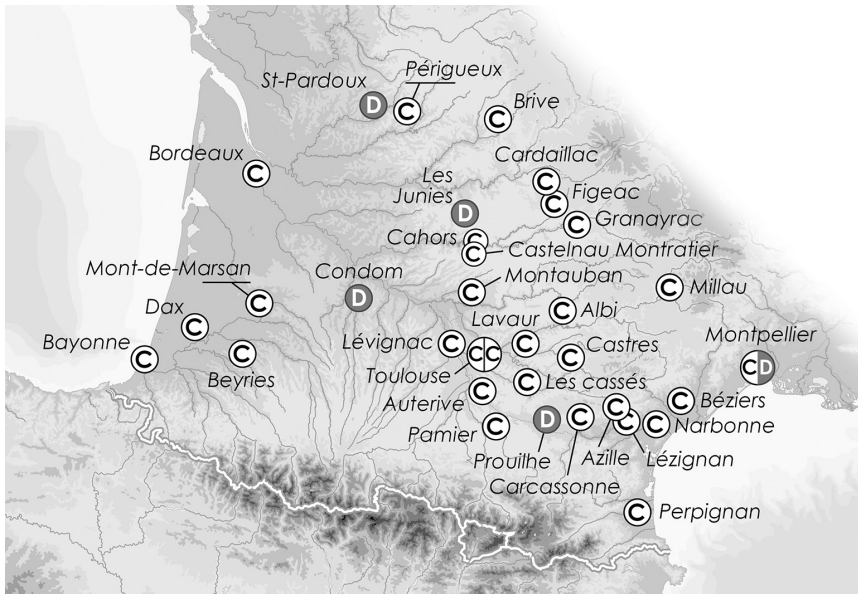 St-Pardoux
Périgueux
D
C
Brive
C
Bordeaux
C
Cardaillac
C
Les
Junies
D
Figeac
C
Granayrac
C
Cahors
C
C
Castelnau Montratier
Mont-de-Marsan
C
Condom
D
Montauban
C
Millau
C
Dax
C
Albi
C
Lavaur
C
Bayonne
C
Beyries
C
Lévignac
C
Toulouse
CC
Castres
C
Montpellier
CD
Les cassés
C
Auterive
C
Béziers
C
Pamier
C
Prouilhe
D
Carcassonne
C
Azille
C
Lézignan
C
Narbonne
C
Perpignan
C